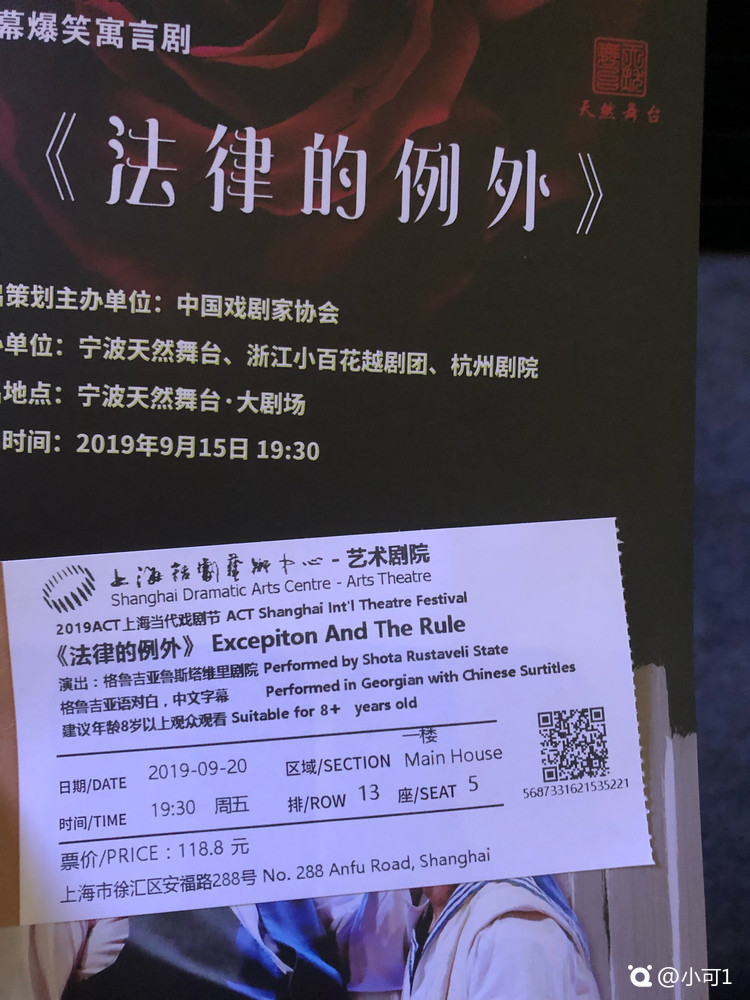 幕爆笑寓言剧
天然舞台
《法律的例外》
策划主办单位：中国戏剧家协会
单位：宁波天然舞台、浙江小百花越剧团、杭州剧院
地点：宁波天然舞台·大剧场
时间：2019年9月15日 19:30
上海话剧艺术中心-艺术剧院
Shanghai Dramatic Arts Centre - Arts Theatre
2019ACT上海当代戏剧节 ACT Shanghai Int'l Theatre Festival
《法律的例外》 Excepiton And The Rule
演出：格鲁吉亚鲁斯塔维里剧院 Performed by Shota Rustaveli State
格鲁吉亚语对白，中文字幕 Performed in Georgian with Chinese Surtitles
建议年龄8岁以上观众观看 Suitable for 8+ years old
日期/DATE 2019-09-20 区域/SECTION 一楼 Main House
时间/TIME 19:30 周五 排/ROW 13 座/SEAT 5
5687331621535221
票价/PRICE：118.8 元
上海市徐汇区安福路288号 No. 288 Anfu Road, Shanghai
@小可1